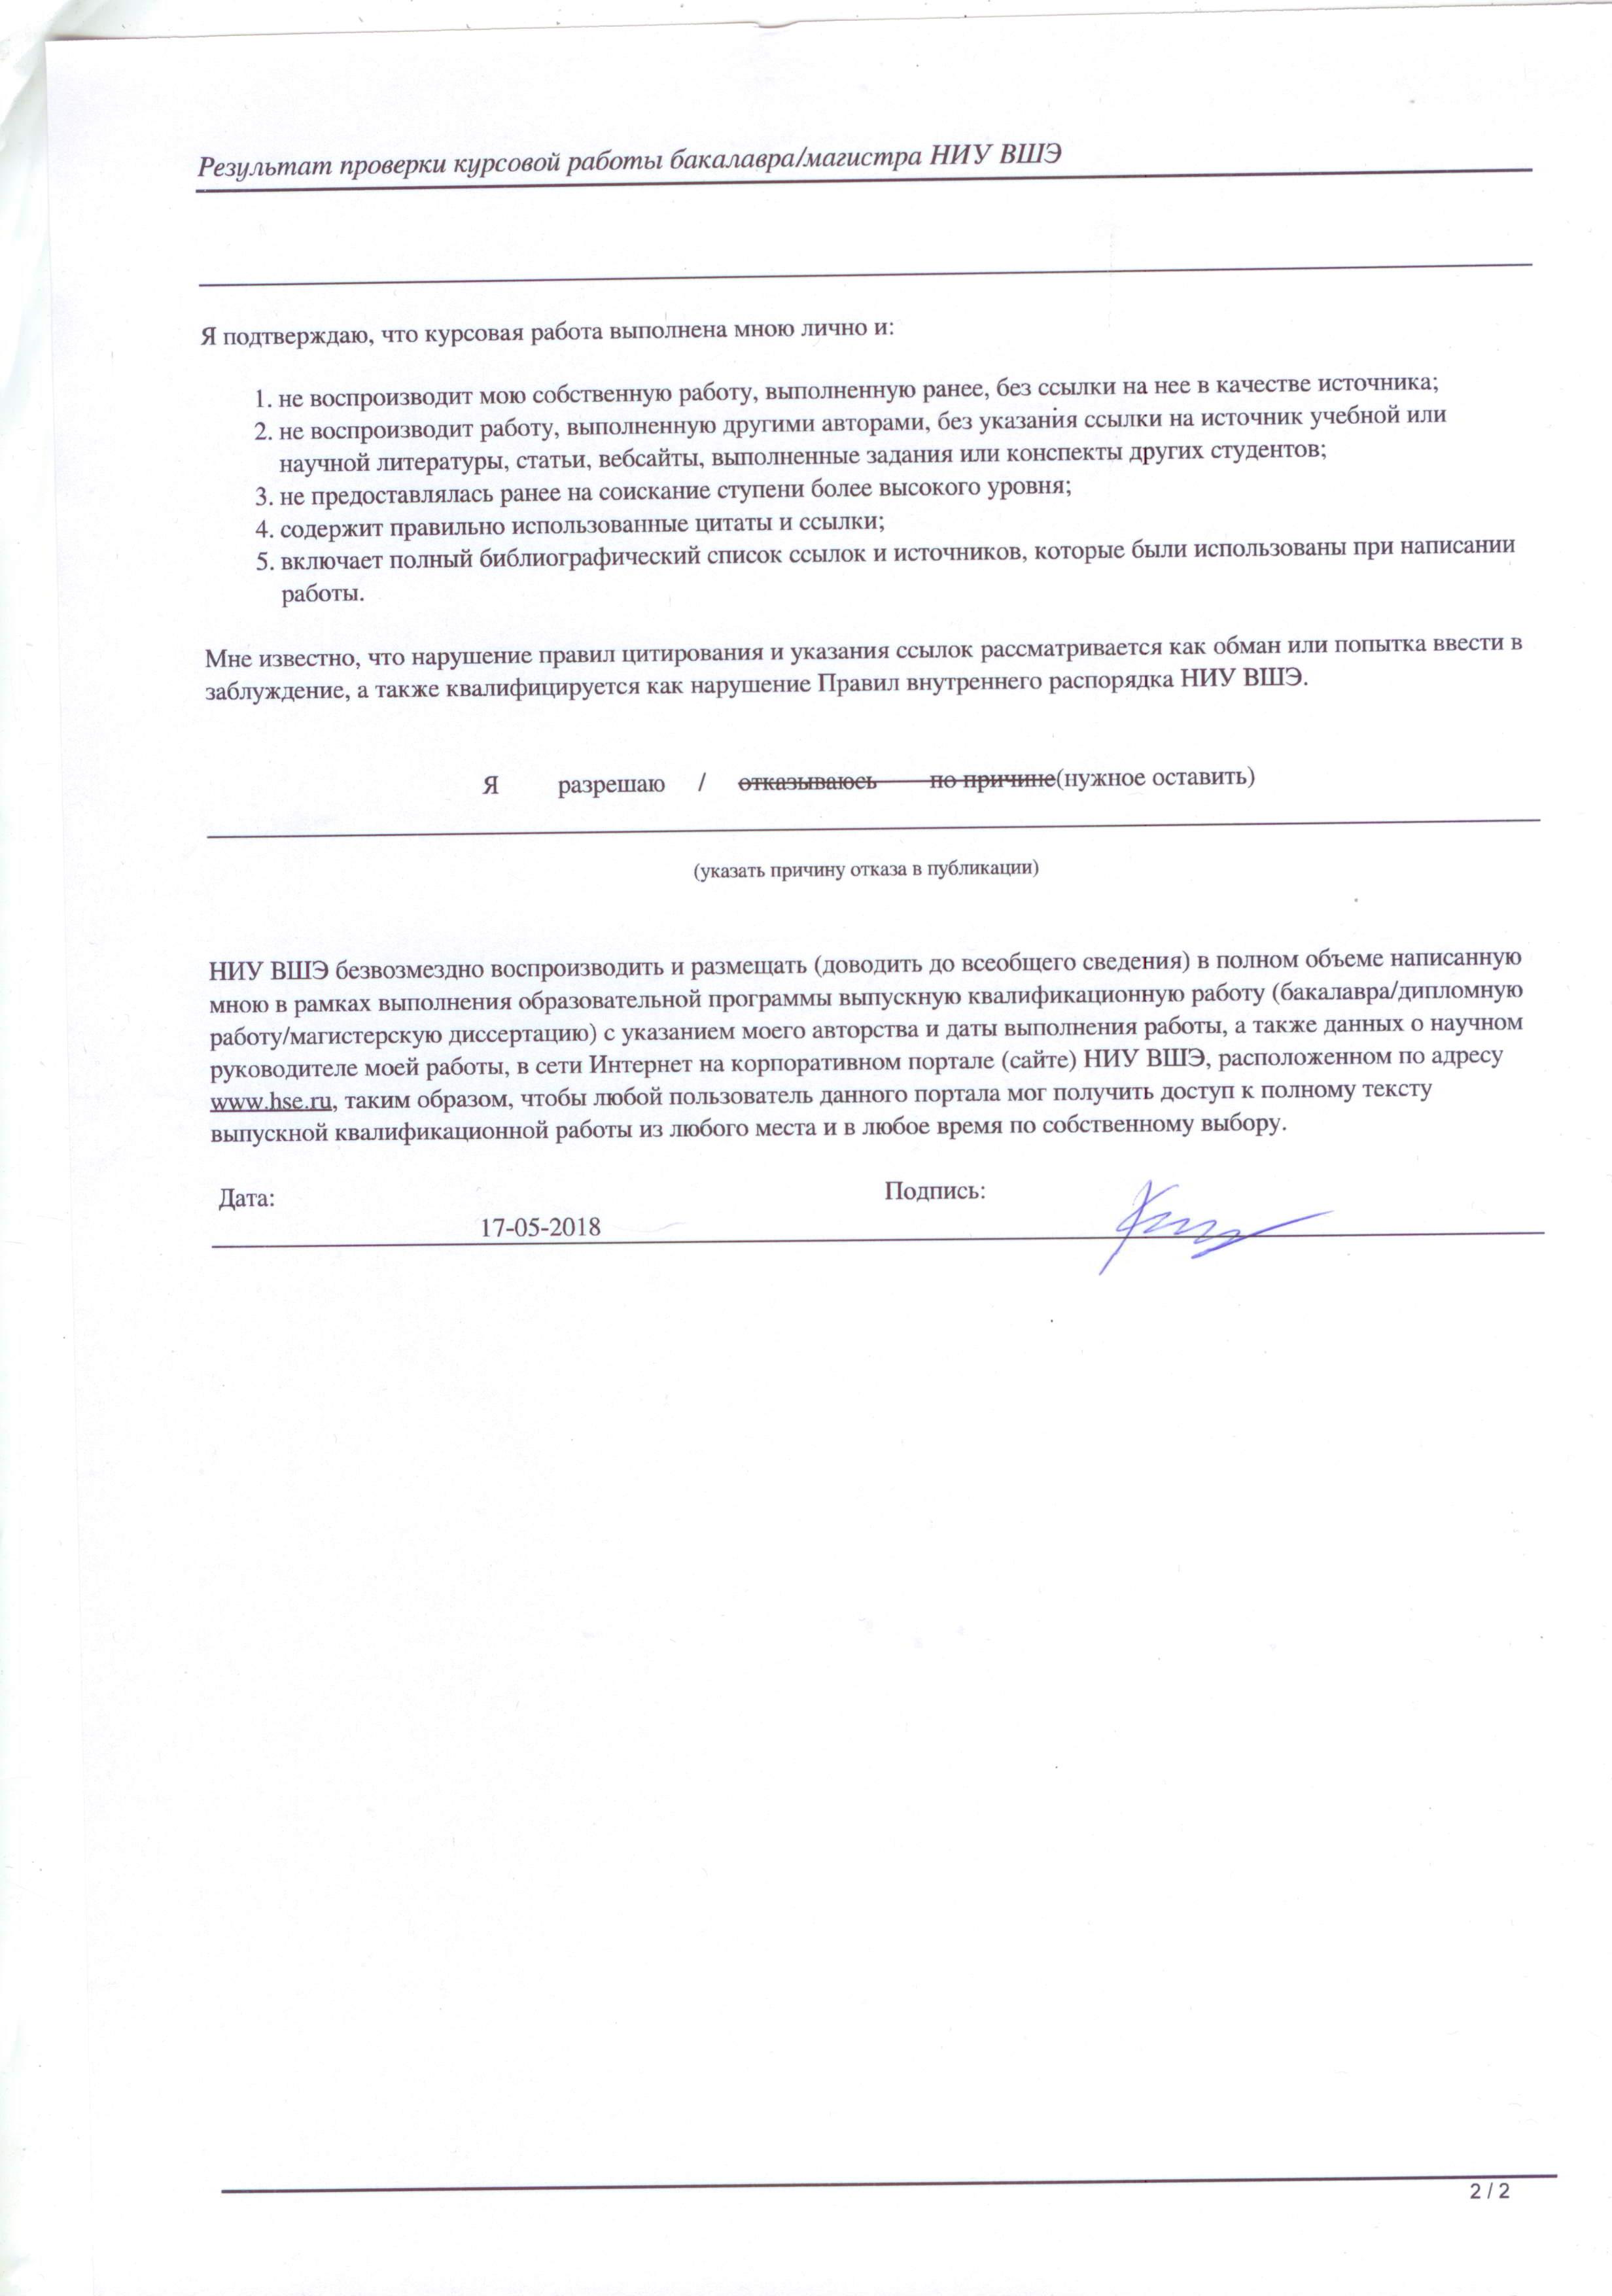 Результат проверки курсовой работы бакалавра/магистра НИУ ВШЭ
Я подтверждаю, что курсовая работа выполнена мною лично и:
1. не воспроизводит мою собственную работу, выполненную ранее, без ссылки на нее в качестве источника;
2. не воспроизводит работу, выполненную другими авторами, без указания ссылки на источник учебной или
научной литературы, статьи, вебсайты, выполненные задания или конспекты других студентов;
3. не предоставлялась ранее на соискание ступени более высокого уровня;
4. содержит правильно использованные цитаты и ссылки;
5. включает полный библиографический список ссылок и источников, которые были использованы при написании
работы.
Мне известно, что нарушение правил цитирования и указания ссылок рассматривается как обман или попытка ввести в
заблуждение, а также квалифицируется как нарушение Правил внутреннего распорядка НИУ ВШЭ.
Я разрешаю / отказываюсь по причине(нужное оставить)
(указать причину отказа в публикации)
НИУ ВШЭ безвозмездно воспроизводить и размещать (доводить до всеобщего сведения) в полном объеме написанную
мною в рамках выполнения образовательной программы выпускную квалификационную работу (бакалавра/дипломную
работу/магистерскую диссертацию) с указанием моего авторства и даты выполнения работы, а также данных о научном
руководителе моей работы, в сети Интернет на корпоративном портале (сайте) НИУ ВШЭ, расположенном по адресу
www.hse.ru, таким образом, чтобы любой пользователь данного портала мог получить доступ к полному тексту
выпускной квалификационной работы из любого места и в любое время по собственному выбору.
Дата: Подпись:
17-05-2018
2 / 2